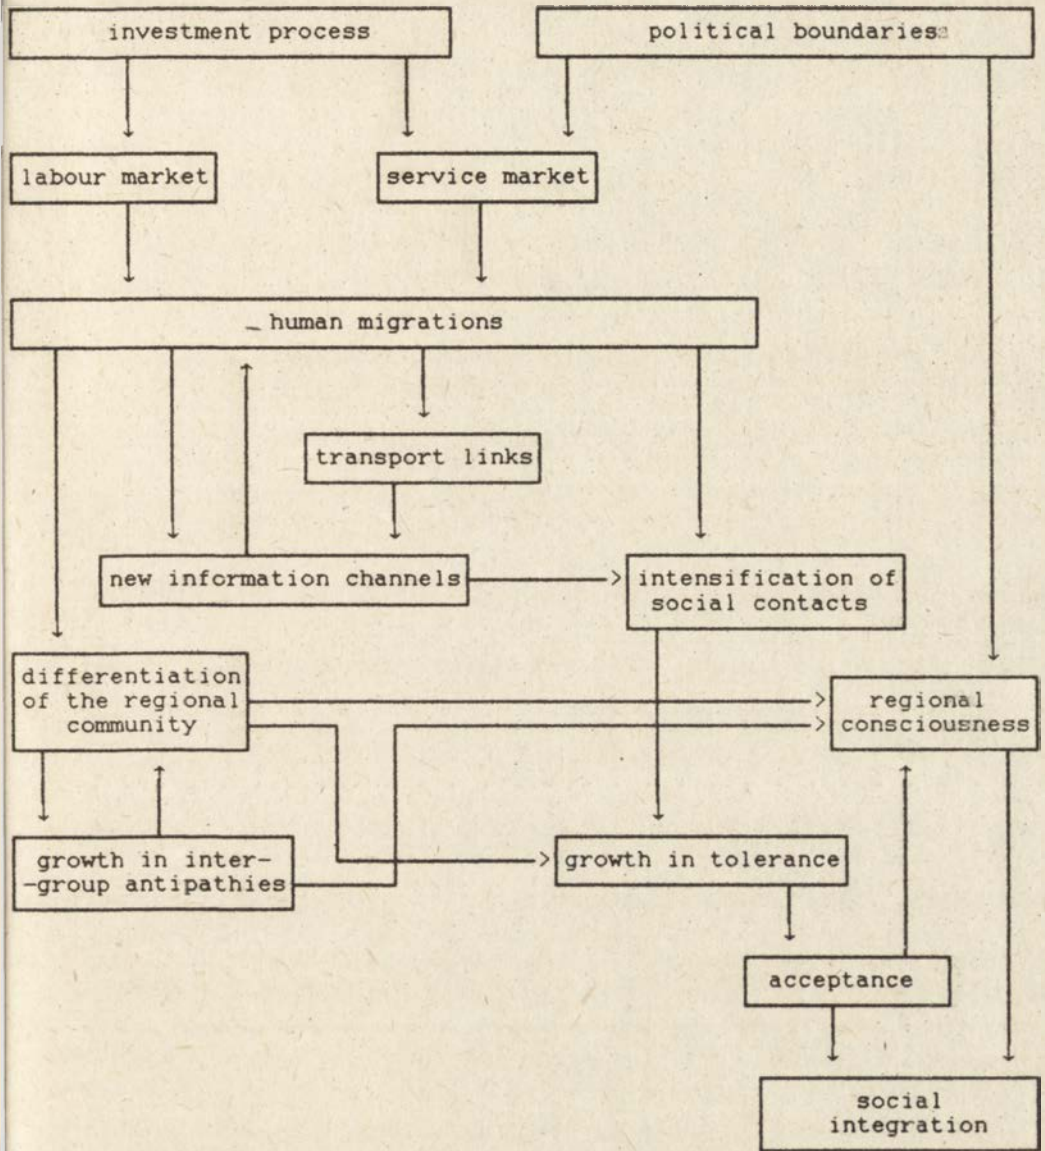 investment process
political boundaries
labour market
service market
human migrations
transport links
new information channels
intensification of
social contacts
differentiation
of the regional
community
regional
consciousness
growth in inter-
-group antipathies
growth in tolerance
acceptance
social
integration